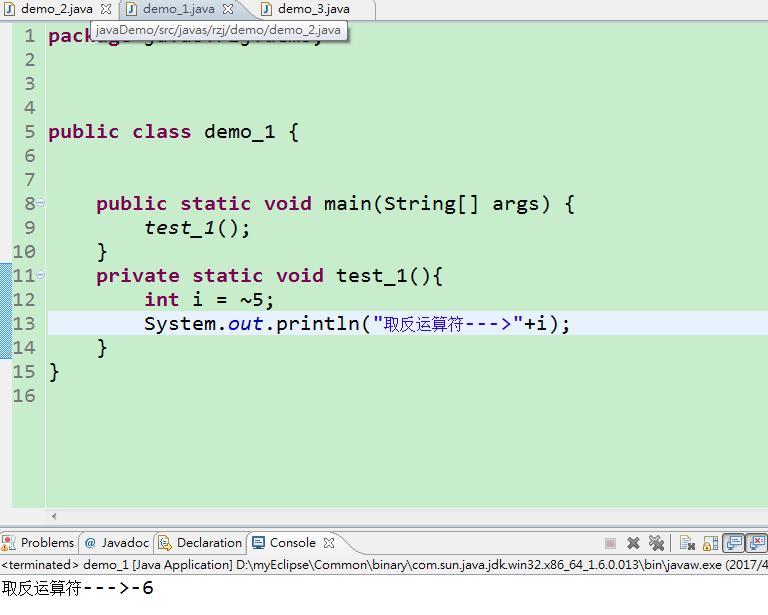 demo_2.java demo_1.java demo_3.java
javaDemo/src/javas/rzj/demo/demo_2.java
1 package
2
3
4
5 public class demo_1 {
6
7
8 public static void main(String[] args) {
9 test_1();
10 }
11 private static void test_1(){
12 int i = ~5;
13 System.out.println("取反运算符--->"+i);
14 }
15 }
16
Problems @ Javadoc Declaration Console
<terminated> demo_1 [Java Application] D:\myEclipse\Common\binary\com.sun.java.jdk.win32.x86_64_1.6.0.013\bin\javaw.exe (2017/4
取反运算符--->-6